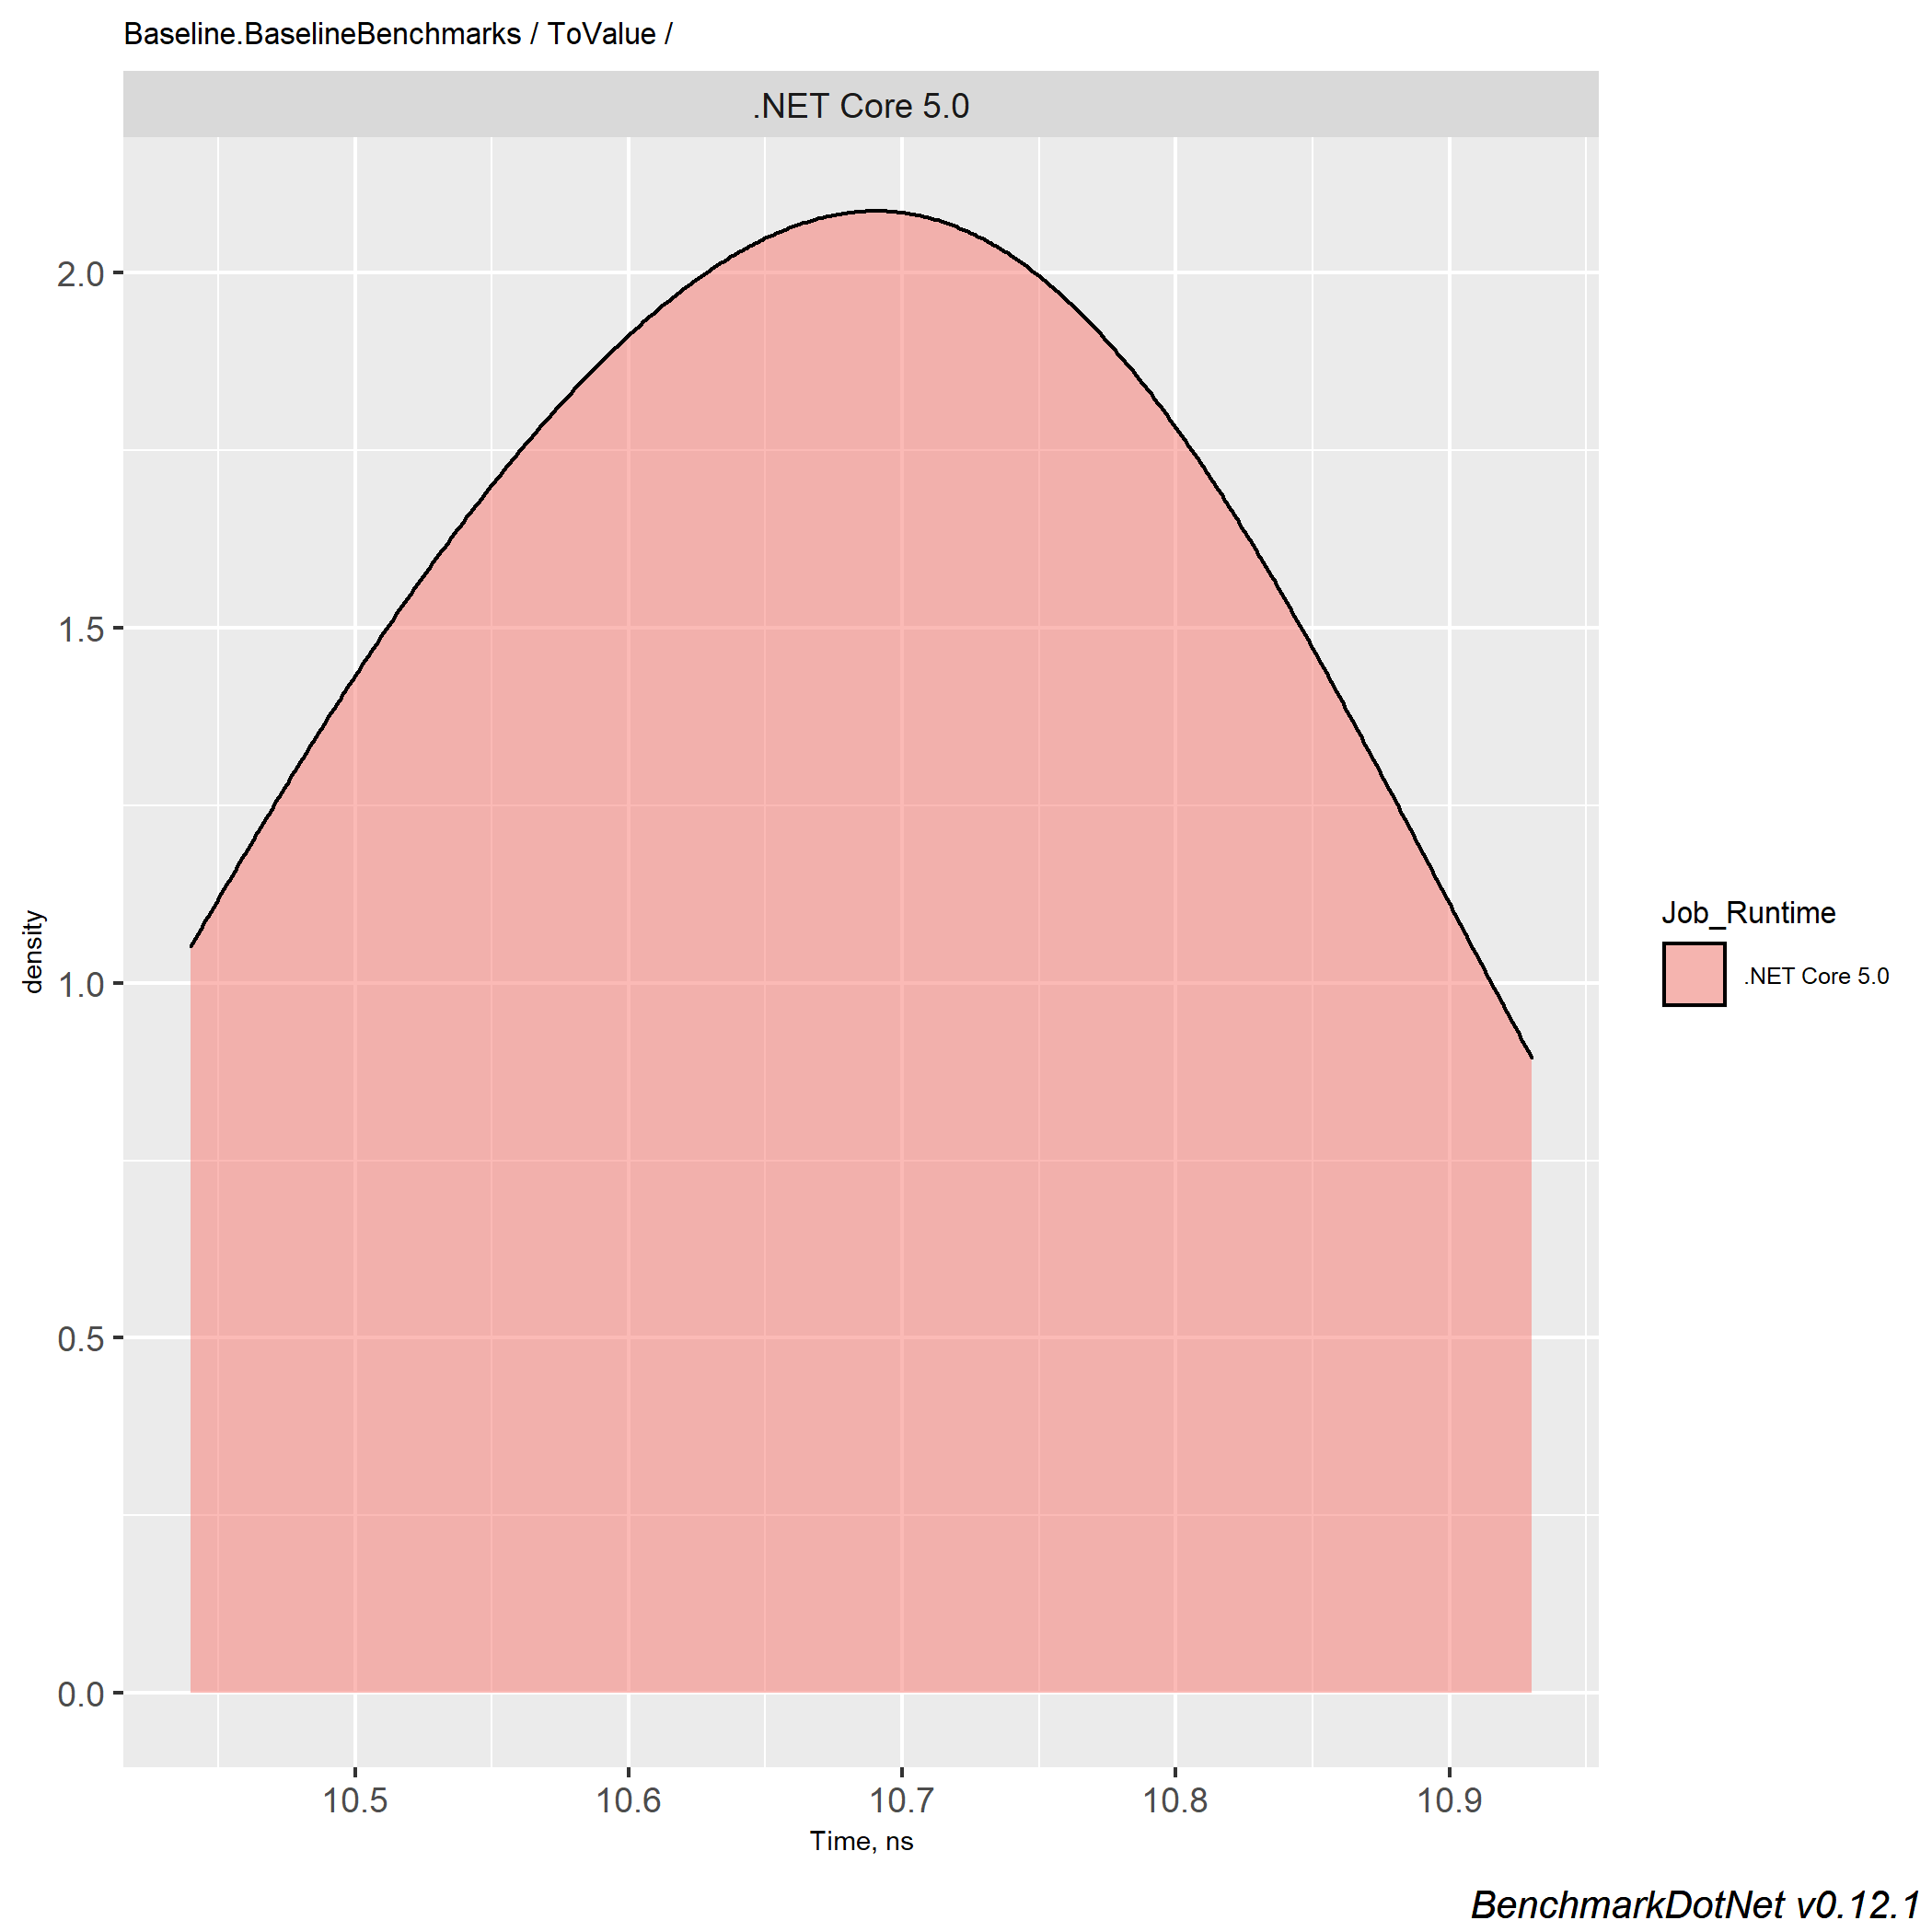 Baseline.BaselineBenchmarks / ToValue /
.NET Core 5.0
2.0
1.5
1.0
0.5
0.0
density
10.5 10.6 10.7 10.8 10.9
Time, ns
Job_Runtime
.NET Core 5.0
BenchmarkDotNet v0.12.1